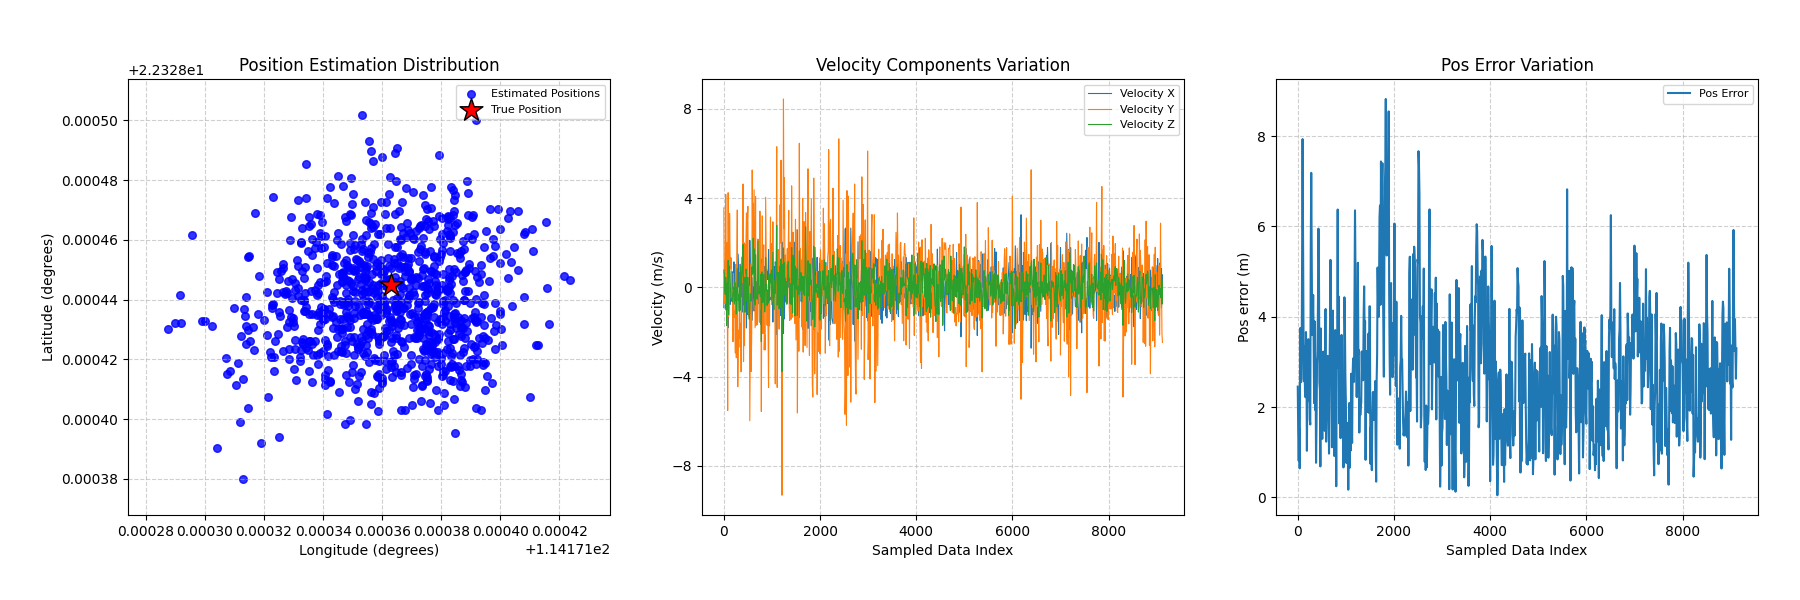 Position Estimation Distribution
+2.2328e1
Estimated Positions
True Position
Latitude (degrees)
0.00050
0.00048
0.00046
0.00044
0.00042
0.00040
0.00038
0.00028 0.00030 0.00032 0.00034 0.00036 0.00038 0.00040 0.00042
Longitude (degrees)
+1.14171e2
Velocity Components Variation
Velocity X
Velocity Y
Velocity Z
Velocity (m/s)
8
4
0
−4
−8
0 2000 4000 6000 8000
Sampled Data Index
Pos Error Variation
Pos Error
Pos error (m)
8
6
4
2
0
0 2000 4000 6000 8000
Sampled Data Index